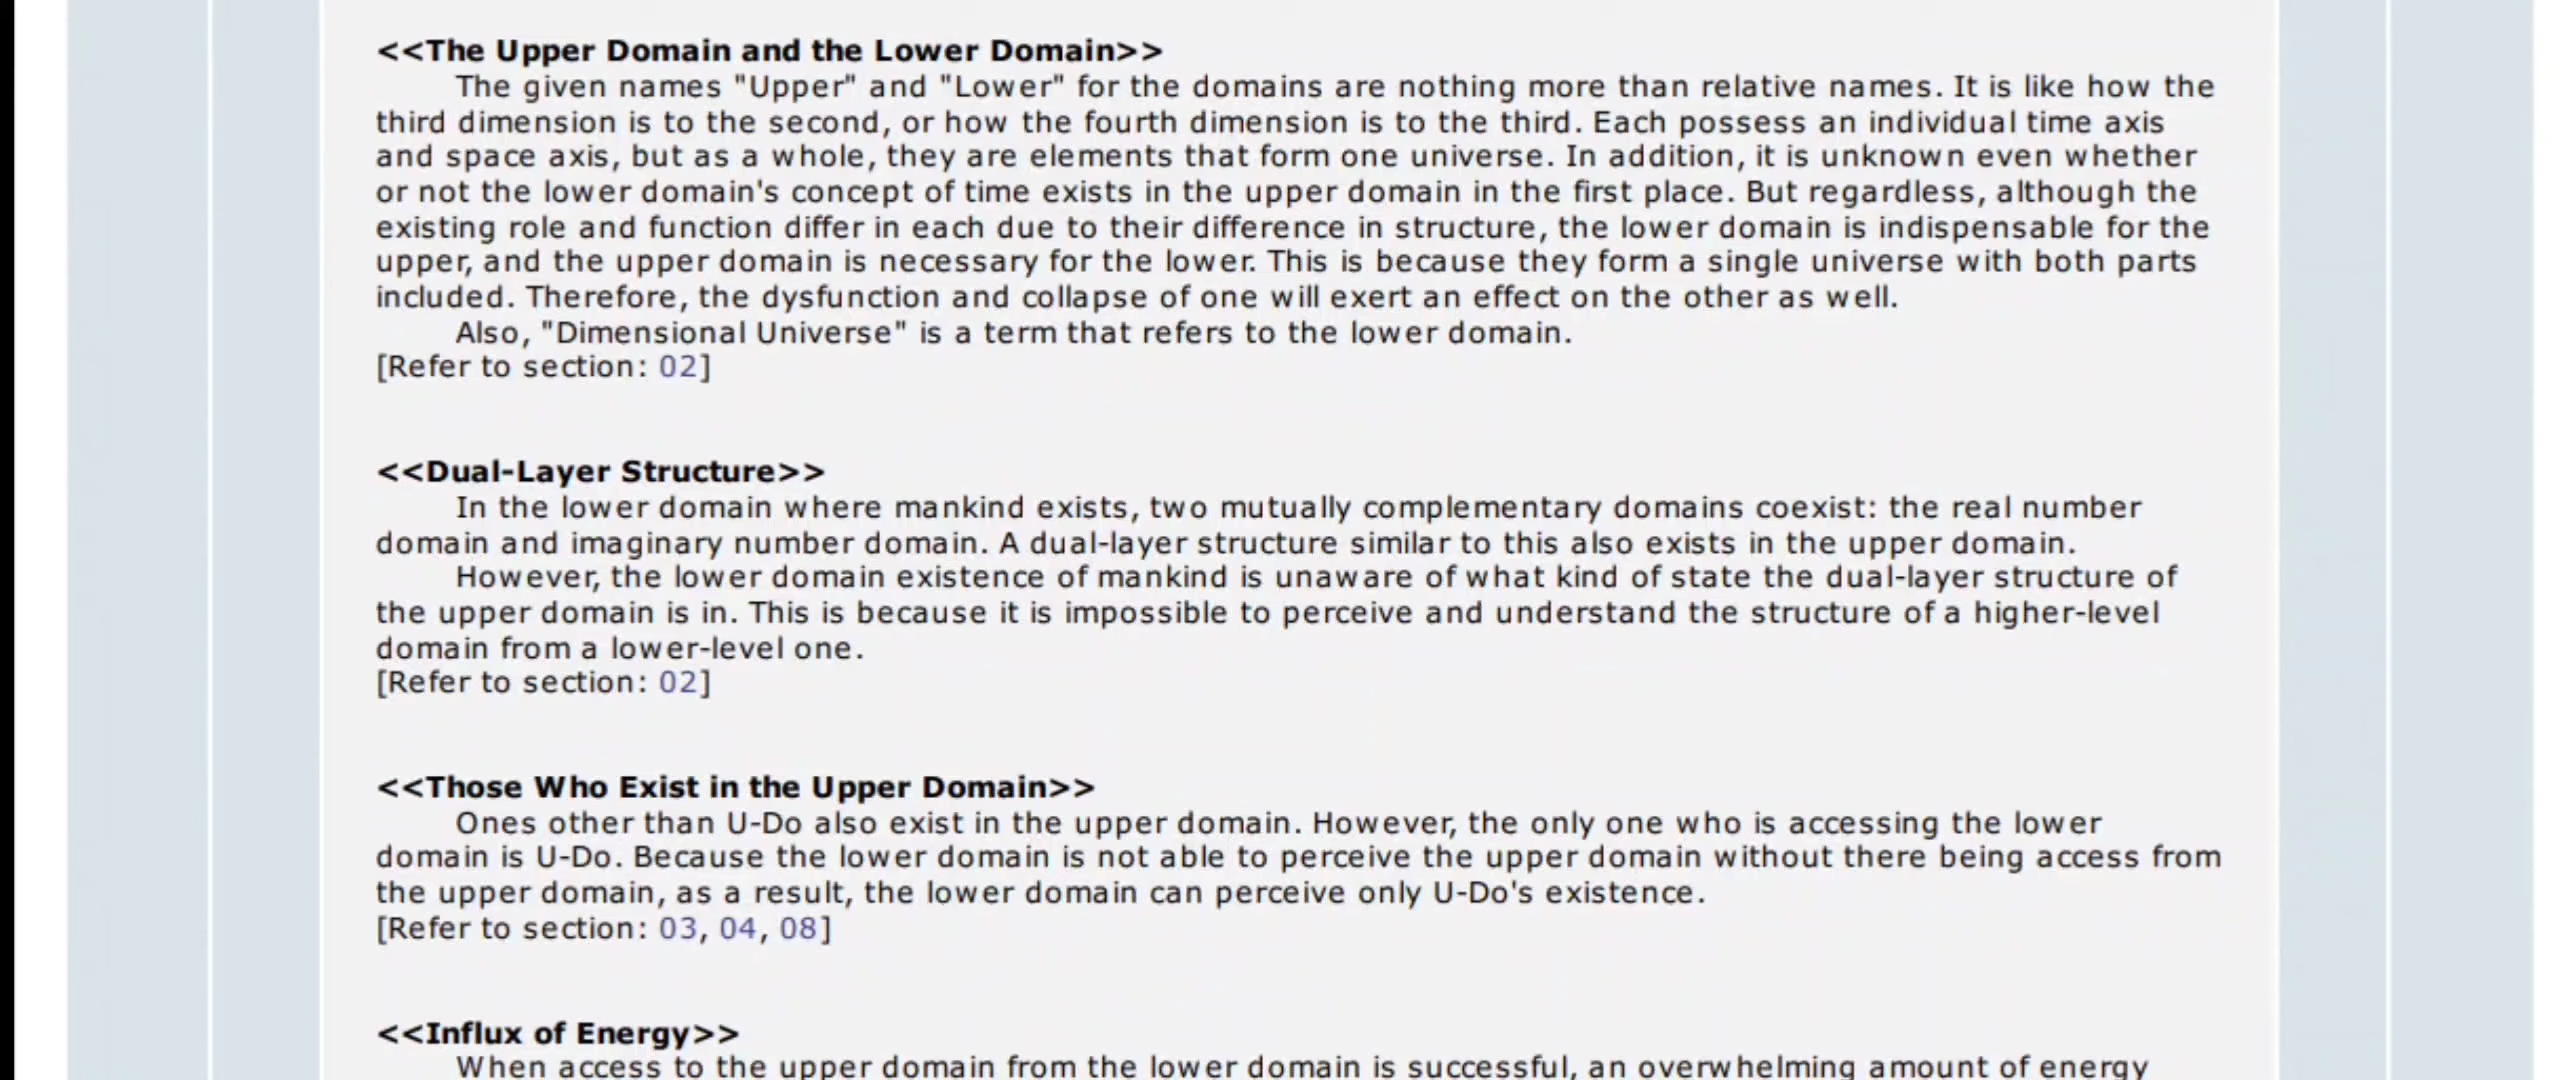 <<The Upper Domain and the Lower Domain>>
The given names "Upper" and "Lower" for the domains are nothing more than relative names. It is like how the
third dimension is to the second, or how the fourth dimension is to the third. Each possess an individual time axis
and space axis, but as a whole, they are elements that form one universe. In addition, it is unknown even whether
or not the lower domain's concept of time exists in the upper domain in the first place. But regardless, although the
existing role and function differ in each due to their difference in structure, the lower domain is indispensable for the
upper, and the upper domain is necessary for the lower. This is because they form a single universe with both parts
included. Therefore, the dysfunction and collapse of one will exert an effect on the other as well.
Also, "Dimensional Universe" is a term that refers to the lower domain.
[Refer to section: 02]
<<Dual-Layer Structure>>
In the lower domain where mankind exists, two mutually complementary domains coexist: the real number
domain and imaginary number domain. A dual-layer structure similar to this also exists in the upper domain.
However, the lower domain existence of mankind is unaware of what kind of state the dual-layer structure of
the upper domain is in. This is because it is impossible to perceive and understand the structure of a higher-level
domain from a lower-level one.
[Refer to section: 02]
<<Those Who Exist in the Upper Domain>>
Ones other than U-Do also exist in the upper domain. However, the only one who is accessing the lower
domain is U-Do. Because the lower domain is not able to perceive the upper domain without there being access from
the upper domain, as a result, the lower domain can perceive only U-Do's existence.
[Refer to section: 03, 04, 08]
<<Influx of Energy>>
When access to the upper domain from the lower domain is successful, an overwhelming amount of energy